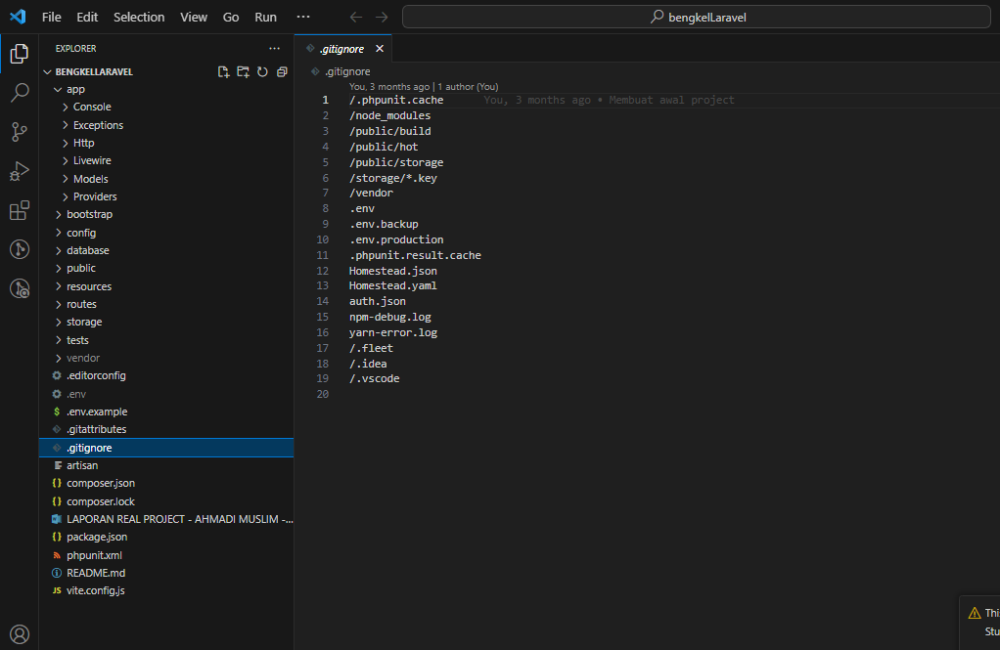 File Edit Selection View Go Run ···
bengkelLaravel
EXPLORER ···
BENGKELLARAVEL
app
Console
Exceptions
Http
Livewire
Models
Providers
bootstrap
config
database
public
resources
routes
storage
tests
vendor
.editorconfig
.env
$ .env.example
.gitattributes
.gitignore
artisan
{} composer.json
{} composer.lock
LAPORAN REAL PROJECT - AHMADI MUSLIM -...
{} package.json
phpunit.xml
README.md
JS vite.config.js
.gitignore
.gitignore
You, 3 months ago | 1 author (You)
1 /.phpunit.cache You, 3 months ago • Membuat awal project
2 /node_modules
3 /public/build
4 /public/hot
5 /public/storage
6 /storage/*.key
7 /vendor
8 .env
9 .env.backup
10 .env.production
11 .phpunit.result.cache
12 Homestead.json
13 Homestead.yaml
14 auth.json
15 npm-debug.log
16 yarn-error.log
17 /.fleet
18 /.idea
19 /.vscode
20